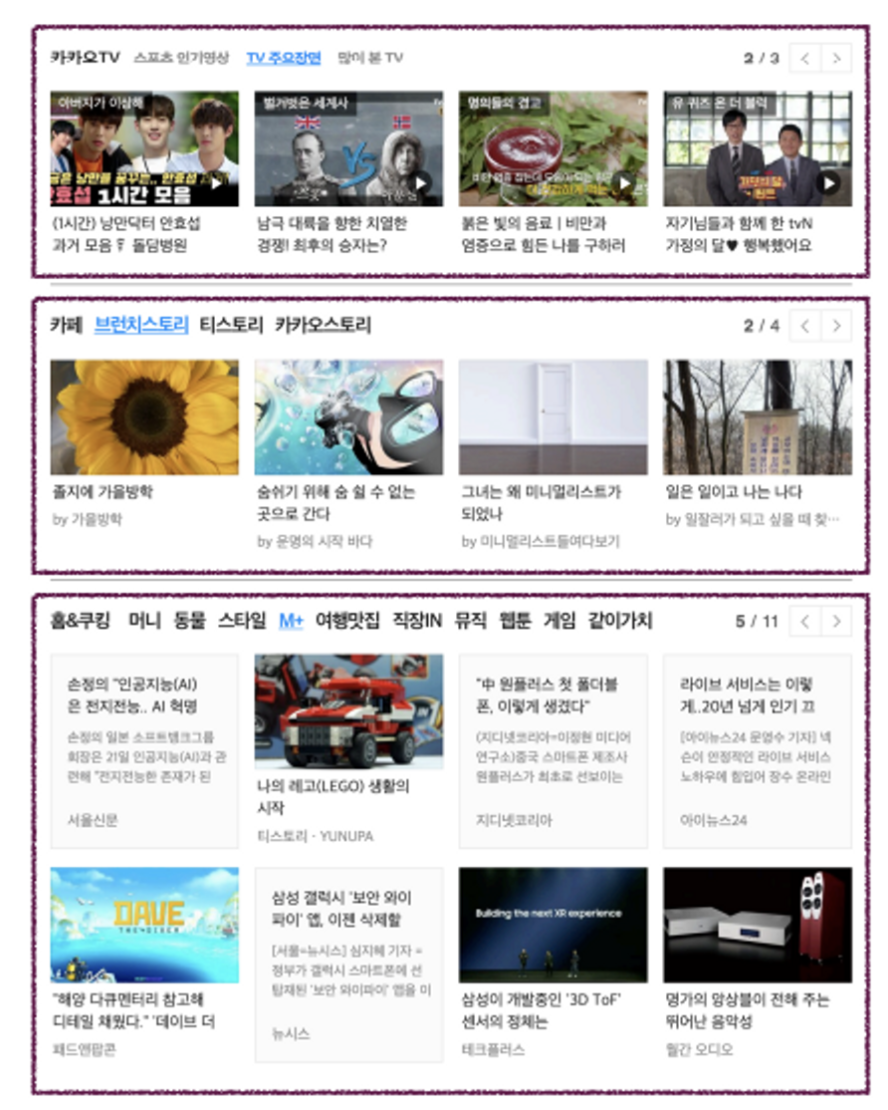 카카오TV 스포츠 인기영상 TV 주요장면 많이 본 TV 2 / 3
아버지가 이상해
벌거벗은 세계사
명의들의 경고
유 퀴즈 온 더 블럭
VS
1시간 모음
(1시간) 낭만닥터 안효섭
과거 모음 🎖 돌담병원
남극 대륙을 향한 치열한
경쟁! 최후의 승자는?
붉은 빛의 음료 | 비만과
염증으로 힘든 나를 구하러
자기님들과 함께 한 tvN
가정의 달♥ 행복했어요
카페 브런치스토리 티스토리 카카오스토리 2 / 4
졸지에 가을방학
by 가을방학
숨쉬기 위해 숨 쉴 수 없는
곳으로 간다
by 운명의 시작 바다
그녀는 왜 미니멀리스트가
되었나
by 미니멀리스트들여다보기
일은 일이고 나는 나다
by 일잘러가 되고 싶을 때 찾…
홈&쿠킹 머니 동물 스타일 M+ 여행맛집 직장IN 뮤직 웹툰 게임 같이가치 5 / 11
손정의 "인공지능(AI)
은 전지전능.. AI 혁명
손정의 일본 소프트뱅크그룹
회장은 21일 인공지능(AI)과 관
련해 "전지전능한 존재가 된
서울신문
나의 레고(LEGO) 생활의
시작
티스토리 · YUNUPA
"中 원플러스 첫 폴더블
폰, 이렇게 생겼다"
(지디넷코리아=이정현 미디어
연구소)중국 스마트폰 제조사
원플러스가 최초로 선보이는
지디넷코리아
라이브 서비스는 이렇
게..20년 넘게 인기 끄
[아이뉴스24 문영수 기자] 넥
슨이 안정적인 라이브 서비스
노하우에 힘입어 장수 온라인
아이뉴스24
DAVE
THE DIVER
"해양 다큐멘터리 참고해
디테일 채웠다." '데이브 더
패드앤팝콘
삼성 갤럭시 '보안 와이
파이' 앱, 이젠 삭제할
[서울=뉴시스] 심지혜 기자 =
정부가 갤럭시 스마트폰에 선
탑재된 '보안 와이파이' 앱을 이
뉴시스
Building the next XR experience
삼성이 개발중인 '3D ToF'
센서의 정체는
테크플러스
명가의 앙상블이 전해 주는
뛰어난 음악성
월간 오디오